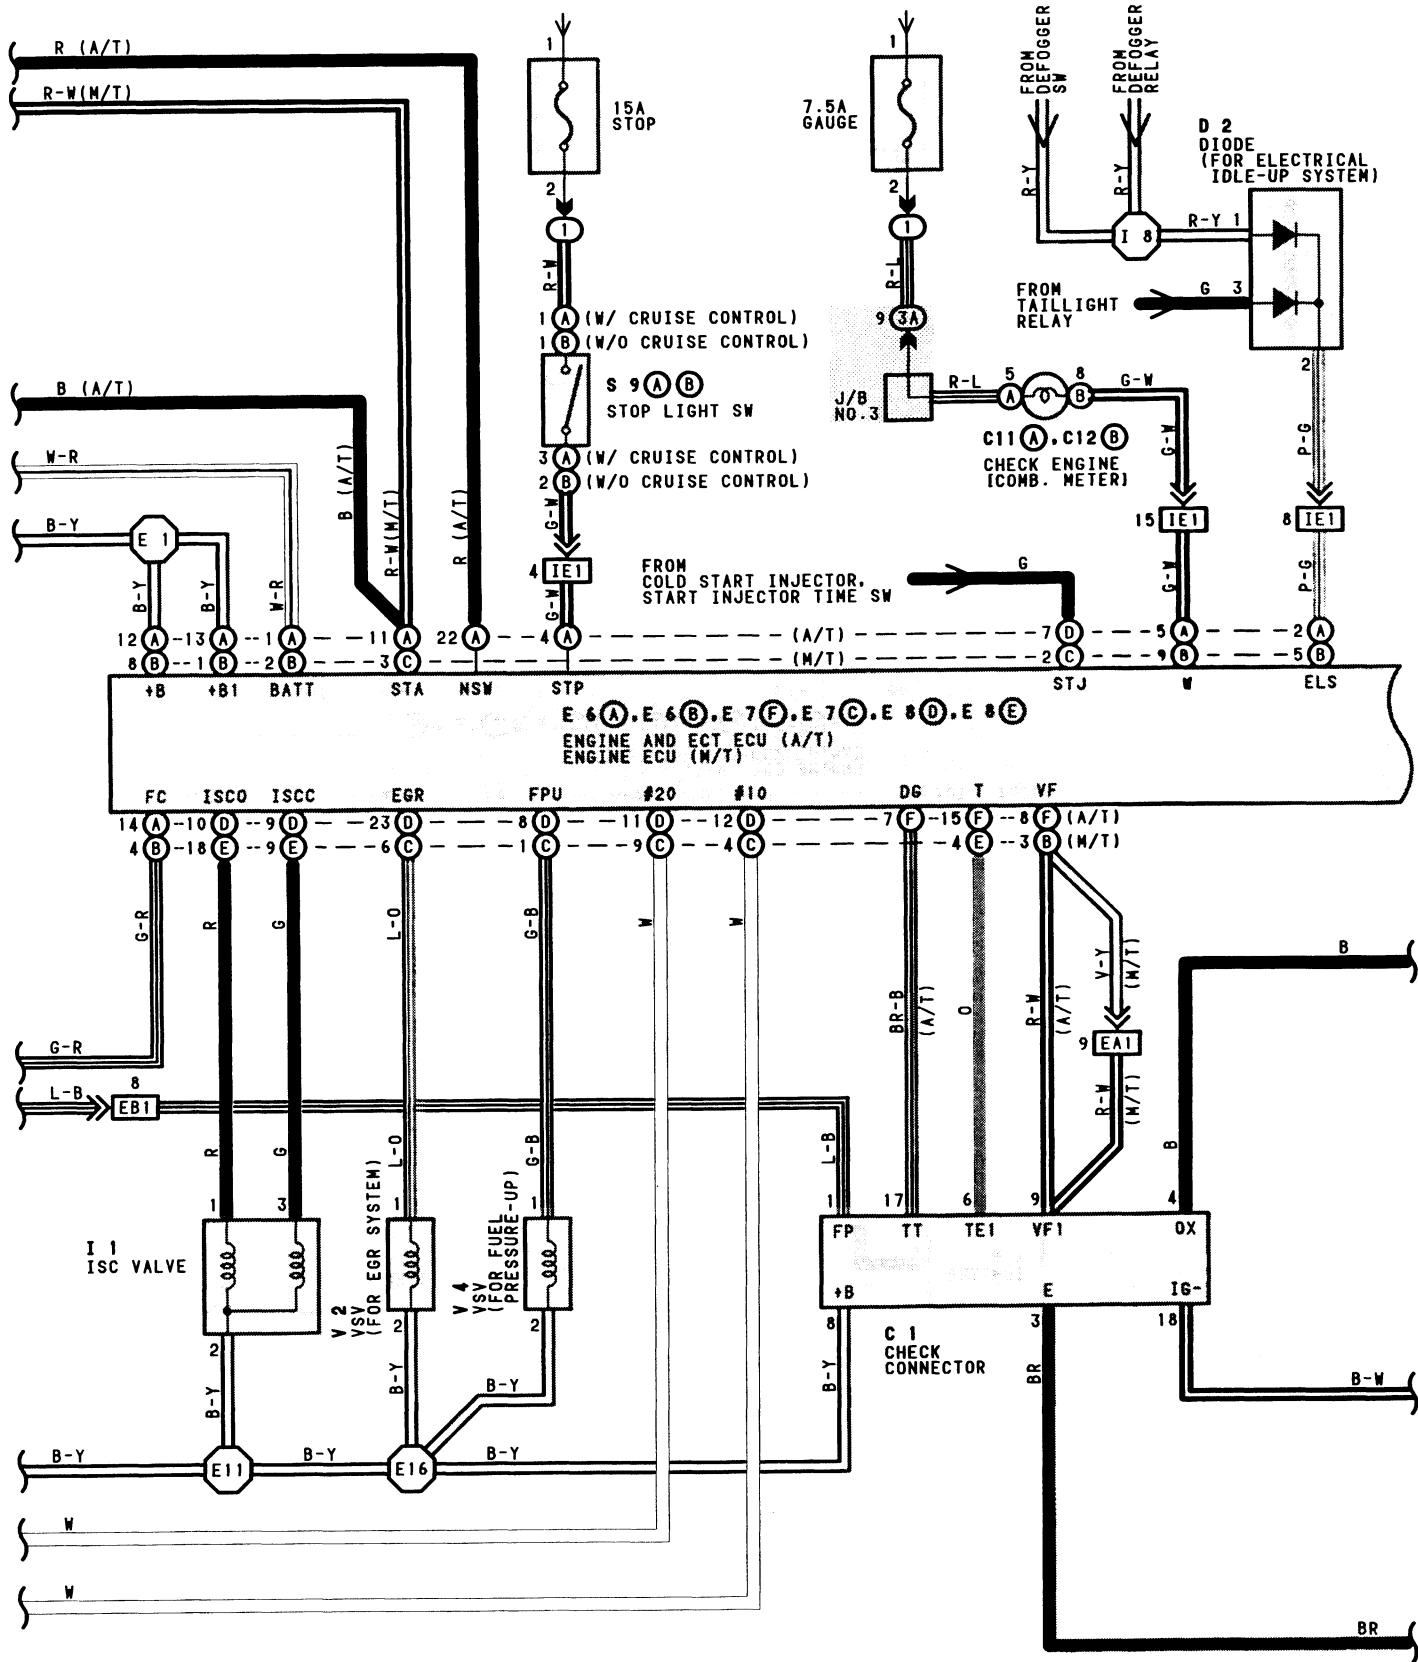 R (A/T)
R-W(M/T)
1
15A
STOP
2
1
R-W
1 A (W/ CRUISE CONTROL)
1 B (W/O CRUISE CONTROL)
S 9 A B
STOP LIGHT SW
3 A (W/ CRUISE CONTROL)
2 B (W/O CRUISE CONTROL)
G-W
4 IE1
G-W
1
7.5A
GAUGE
2
1
R-L
9 3A
J/B
NO.3
R-L
5
A
8
B
G-W
C11 A, C12 B
CHECK ENGINE
[COMB. METER]
G-W
15 IE1
G-W
FROM
DEFOGGER
SW
FROM
DEFOGGER
RELAY
R-Y
R-Y
I 8
R-Y 1
D 2
DIODE
(FOR ELECTRICAL
IDLE-UP SYSTEM)
FROM
TAILLIGHT
RELAY
G 3
2
P-G
8 IE1
P-G
B (A/T)
W-R
B-Y
E 1
B-Y
B-Y
W-R
B (A/T)
R-W(M/T)
R (A/T)
FROM
COLD START INJECTOR,
START INJECTOR TIME SW
G
12 A 13 A 1 A 11 A 22 A 4 A (A/T) 7 D 5 A 2 A
8 B 1 B 2 B 3 C (M/T) 2 C 9 B 5 B
+B +B1 BATT STA NSW STP STJ W ELS
E 6 A, E 6 B, E 7 F, E 7 C, E 8 D, E 8 E
ENGINE AND ECT ECU (A/T)
ENGINE ECU (M/T)
FC ISCO ISCC EGR FPU #20 #10 DG T VF
14 A 10 D 9 D 23 D 8 D 11 D 12 D 7 F 15 F 8 F (A/T)
4 B 18 E 9 E 6 C 1 C 9 C 4 C 4 E 3 B (M/T)
G-R
R
G
L-O
G-B
W
W
BR-B
(A/T)
O
R-W
(A/T)
V-Y
(M/T)
9 EA1
R-W
(M/T)
B
B
G-R
L-B
8
EB1
R
G
L-O
G-B
L-B
1
3
1
1
I 1
ISC VALVE
V 2
VSV
(FOR EGR SYSTEM)
V 4
VSV
(FOR FUEL
PRESSURE-UP)
2
2
2
B-Y
B-Y
B-Y
1 17 6 9 4
FP TT TE1 VF1 OX
+B E IG-
8 3 18
C 1
CHECK
CONNECTOR
B-Y
BR
B-W
B-Y
E11
B-Y
E16
B-Y
W
W
BR